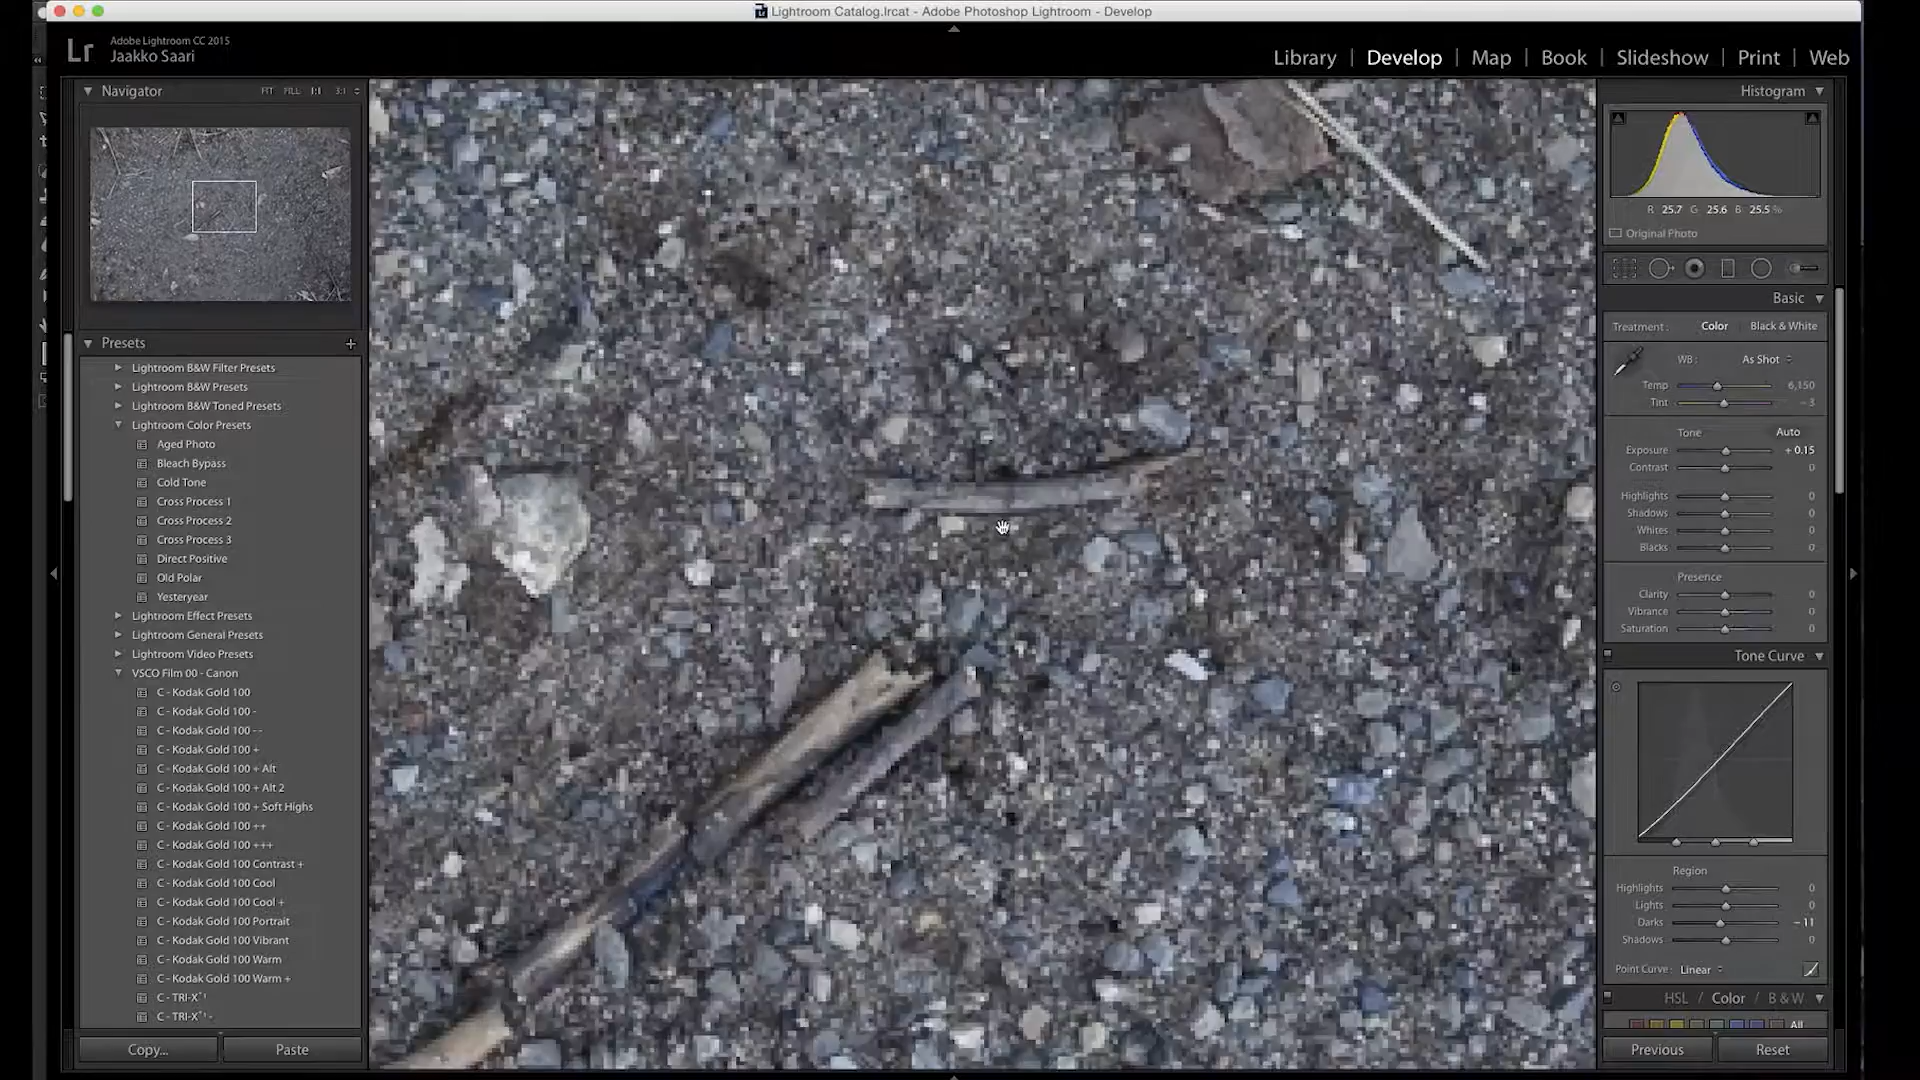 Lightroom Catalog.lrcat - Adobe Photoshop Lightroom - Develop
Lr
Adobe Lightroom CC 2015
Jaakko Saari
Library | Develop | Map | Book | Slideshow | Print | Web
Navigator FIT FILL 1:1 3:1
Presets +
Lightroom B&W Filter Presets
Lightroom B&W Presets
Lightroom B&W Toned Presets
Lightroom Color Presets
Aged Photo
Bleach Bypass
Cold Tone
Cross Process 1
Cross Process 2
Cross Process 3
Direct Positive
Old Polar
Yesteryear
Lightroom Effect Presets
Lightroom General Presets
Lightroom Video Presets
VSCO Film 00 - Canon
C - Kodak Gold 100
C - Kodak Gold 100 -
C - Kodak Gold 100 - -
C - Kodak Gold 100 +
C - Kodak Gold 100 + Alt
C - Kodak Gold 100 + Alt 2
C - Kodak Gold 100 + Soft Highs
C - Kodak Gold 100 ++
C - Kodak Gold 100 +++
C - Kodak Gold 100 Contrast +
C - Kodak Gold 100 Cool
C - Kodak Gold 100 Cool +
C - Kodak Gold 100 Portrait
C - Kodak Gold 100 Vibrant
C - Kodak Gold 100 Warm
C - Kodak Gold 100 Warm +
C - TRI-X
C - TRI-X
Copy... Paste
Histogram
R 25.7 G 25.6 B 25.5 %
Original Photo
Basic
Treatment : Color Black & White
WB : As Shot
Temp 6,150
Tint - 3
Tone Auto
Exposure + 0.15
Contrast 0
Highlights 0
Shadows 0
Whites 0
Blacks 0
Presence
Clarity 0
Vibrance 0
Saturation 0
Tone Curve
Region
Highlights 0
Lights 0
Darks - 11
Shadows 0
Point Curve : Linear
HSL / Color / B & W
All
Previous Reset